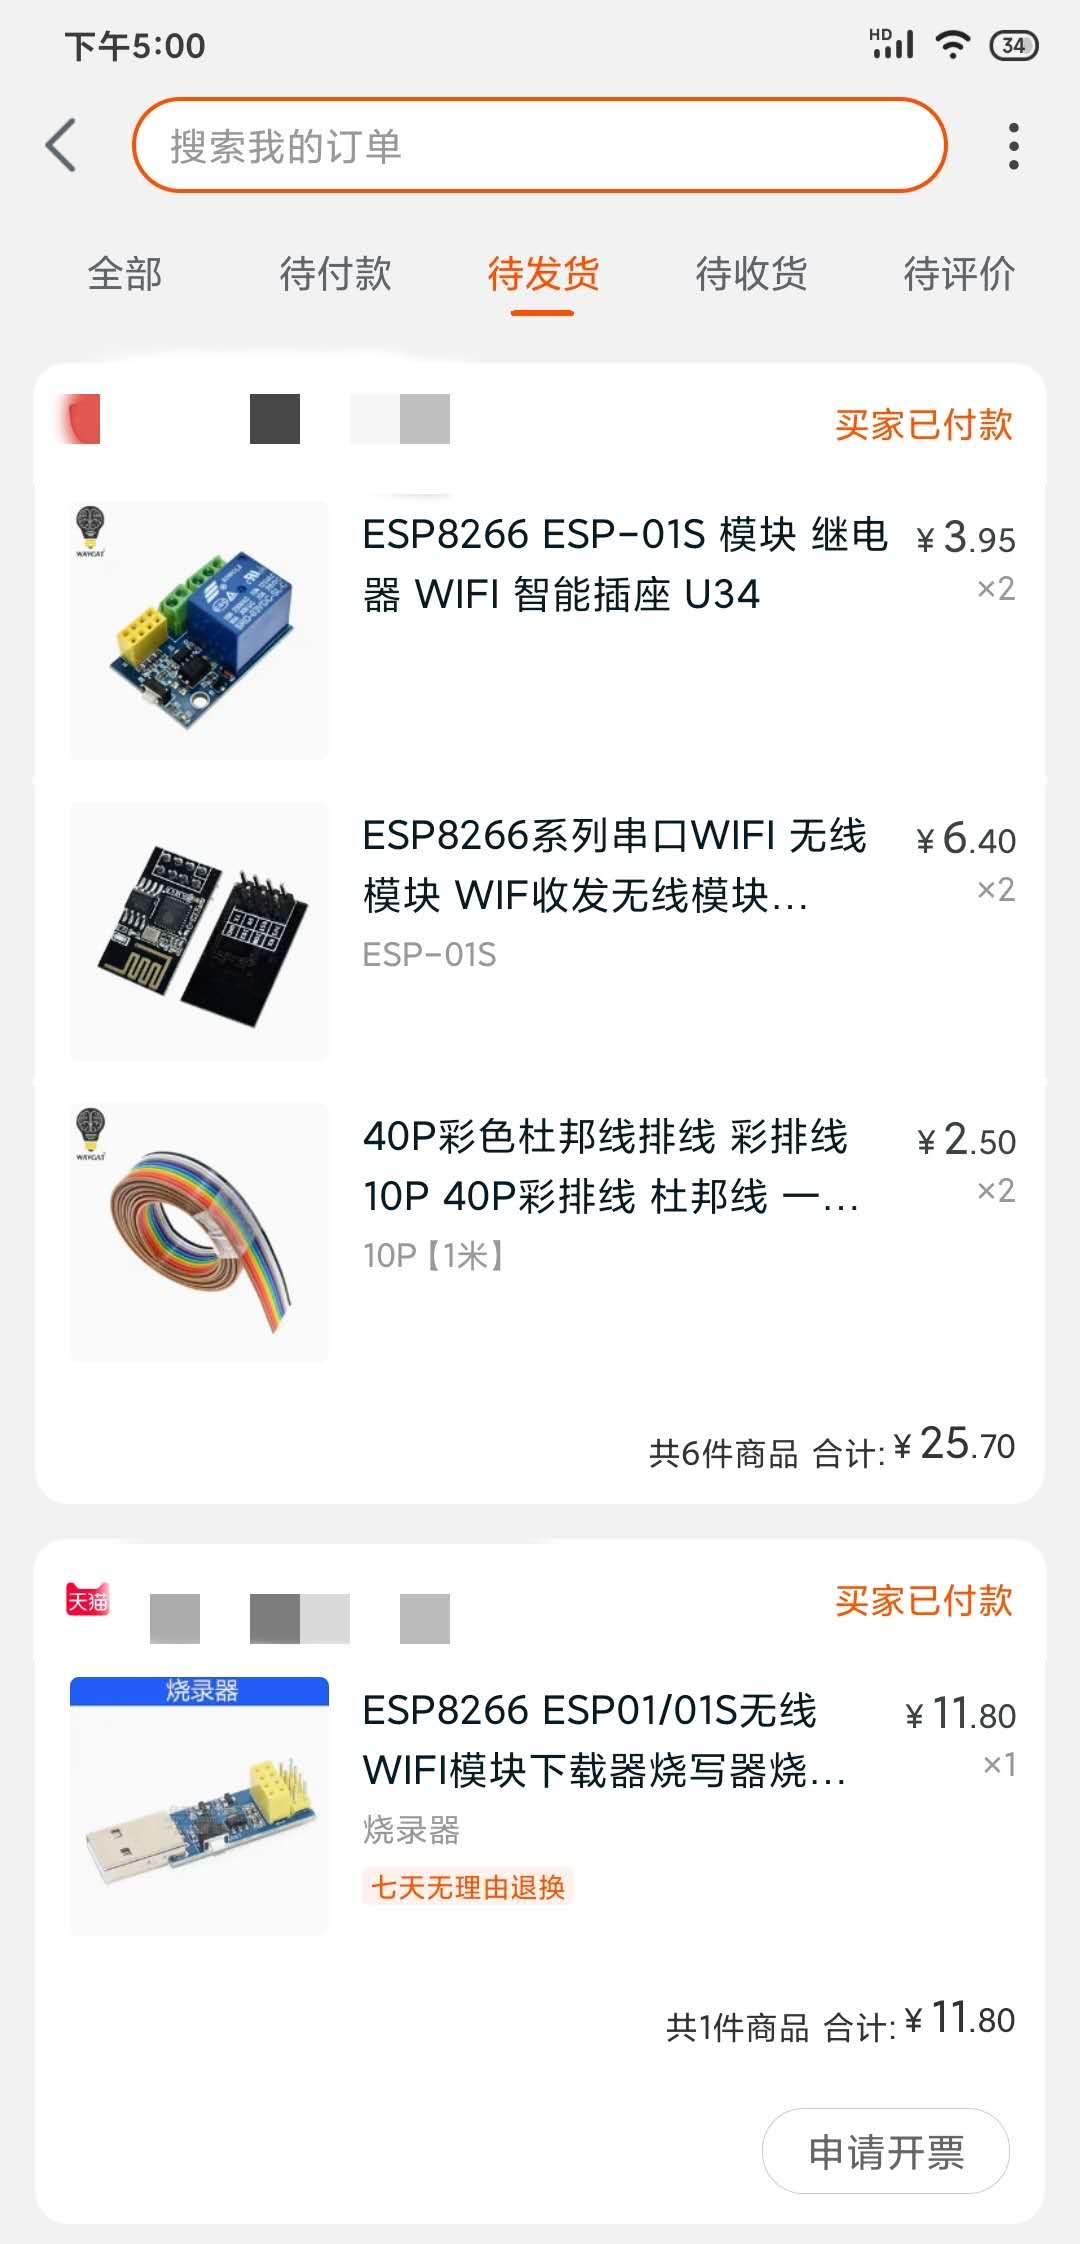 下午5:00
HD
34
搜索我的订单
全部 待付款 待发货 待收货 待评价
买家已付款
WAVGAT
ESP8266 ESP-01S 模块 继电 ¥3.95
器 WIFI 智能插座 U34 ×2
ESP8266系列串口WIFI 无线 ¥6.40
模块 WIF收发无线模块... ×2
ESP-01S
WAVGAT
40P彩色杜邦线排线 彩排线 ¥2.50
10P 40P彩排线 杜邦线 一... ×2
10P【1米】
共6件商品 合计:¥25.70
天猫
买家已付款
烧录器
ESP8266 ESP01/01S无线 ¥11.80
WIFI模块下载器烧写器烧... ×1
烧录器
七天无理由退换
共1件商品 合计:¥11.80
申请开票